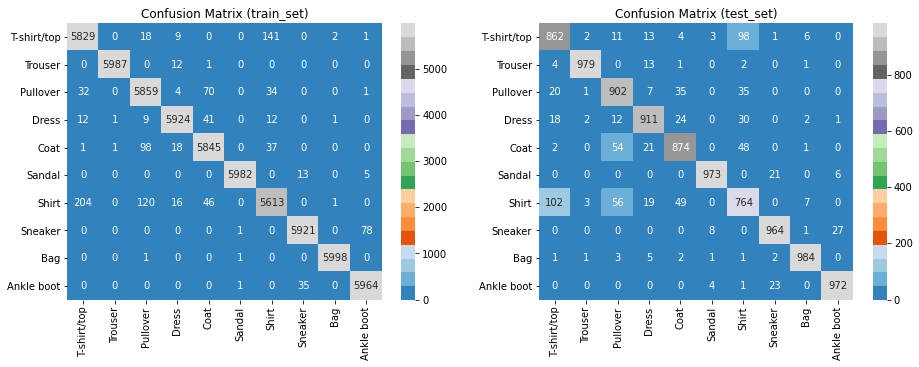 Confusion Matrix (train_set)
T-shirt/top 5829 0 18 9 0 0 141 0 2 1
Trouser 0 5987 0 12 1 0 0 0 0 0
Pullover 32 0 5859 4 70 0 34 0 0 1
Dress 12 1 9 5924 41 0 12 0 1 0
Coat 1 1 98 18 5845 0 37 0 0 0
Sandal 0 0 0 0 0 5982 0 13 0 5
Shirt 204 0 120 16 46 0 5613 0 1 0
Sneaker 0 0 0 0 0 1 0 5921 0 78
Bag 0 0 1 0 0 1 0 0 5998 0
Ankle boot 0 0 0 0 0 1 0 35 0 5964
T-shirt/top Trouser Pullover Dress Coat Sandal Shirt Sneaker Bag Ankle boot
5000
4000
3000
2000
1000
0
Confusion Matrix (test_set)
T-shirt/top 862 2 11 13 4 3 98 1 6 0
Trouser 4 979 0 13 1 0 2 0 1 0
Pullover 20 1 902 7 35 0 35 0 0 0
Dress 18 2 12 911 24 0 30 0 2 1
Coat 2 0 54 21 874 0 48 0 1 0
Sandal 0 0 0 0 0 973 0 21 0 6
Shirt 102 3 56 19 49 0 764 0 7 0
Sneaker 0 0 0 0 0 8 0 964 1 27
Bag 1 1 3 5 2 1 1 2 984 0
Ankle boot 0 0 0 0 0 4 1 23 0 972
T-shirt/top Trouser Pullover Dress Coat Sandal Shirt Sneaker Bag Ankle boot
800
600
400
200
0